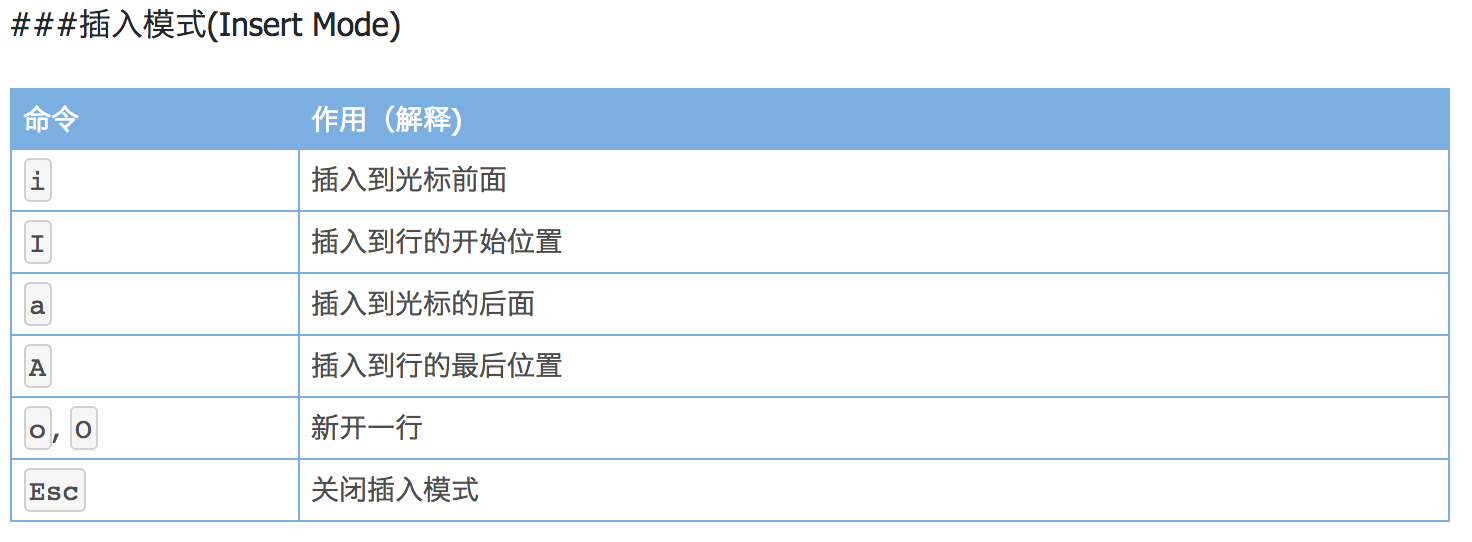 ###插入模式(Insert Mode)
命令 作用（解释)
i 插入到光标前面
I 插入到行的开始位置
a 插入到光标的后面
A 插入到行的最后位置
o, O 新开一行
Esc 关闭插入模式